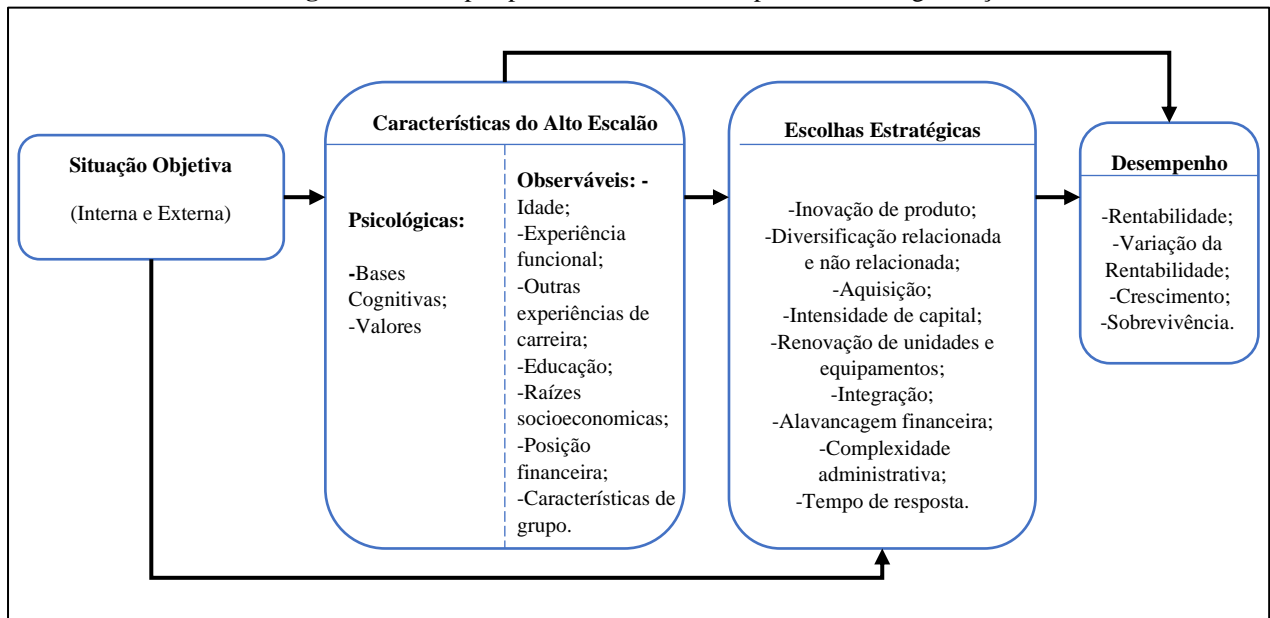 Situação Objetiva
(Interna e Externa)
Características do Alto Escalão
Psicológicas:
-Bases
Cognitivas;
-Valores
Observáveis: -
Idade;
-Experiência
funcional;
-Outras
experiências de
carreira;
-Educação;
-Raízes
socioeconomicas;
-Posição
financeira;
-Características de
grupo.
Escolhas Estratégicas
-Inovação de produto;
-Diversificação relacionada
e não relacionada;
-Aquisição;
-Intensidade de capital;
-Renovação de unidades e
equipamentos;
-Integração;
-Alavancagem financeira;
-Complexidade
administrativa;
-Tempo de resposta.
Desempenho
-Rentabilidade;
-Variação da
Rentabilidade;
-Crescimento;
-Sobrevivência.